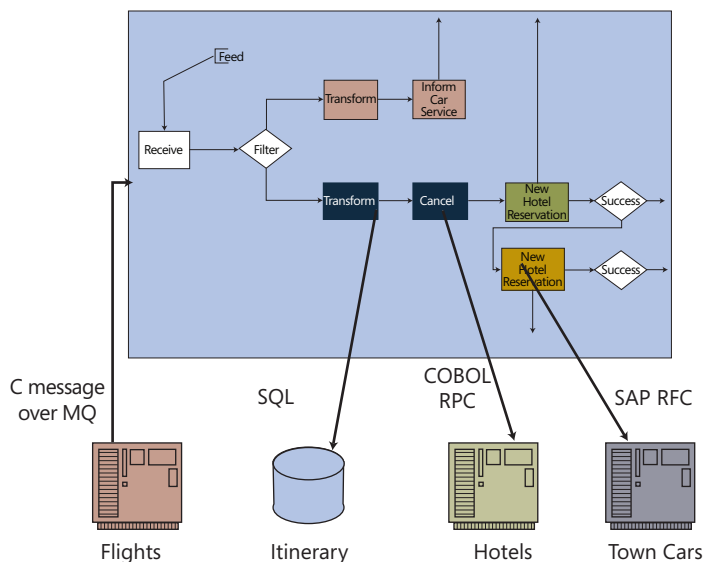 Feed
Transform
Inform
Car
Service
Receive
Filter
Transform
Cancel
New
Hotel
Reservation
Success
New
Hotel
Reservation
Success
C message
over MQ
SQL
COBOL
RPC
SAP RFC
Flights
Itinerary
Hotels
Town Cars